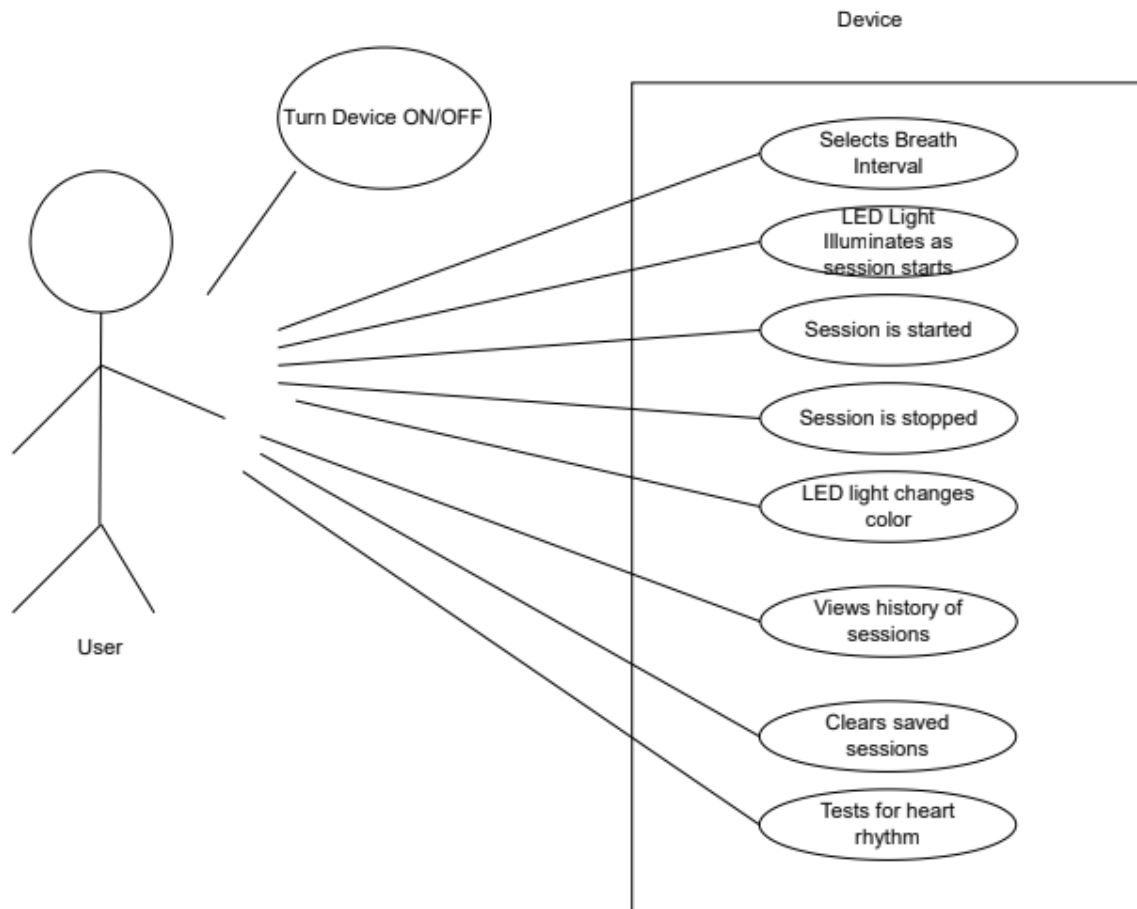 Device
Turn Device ON/OFF
Selects Breath
Interval
LED Light
Illuminates as
session starts
Session is started
Session is stopped
LED light changes
color
Views history of
sessions
User
Clears saved
sessions
Tests for heart
rhythm